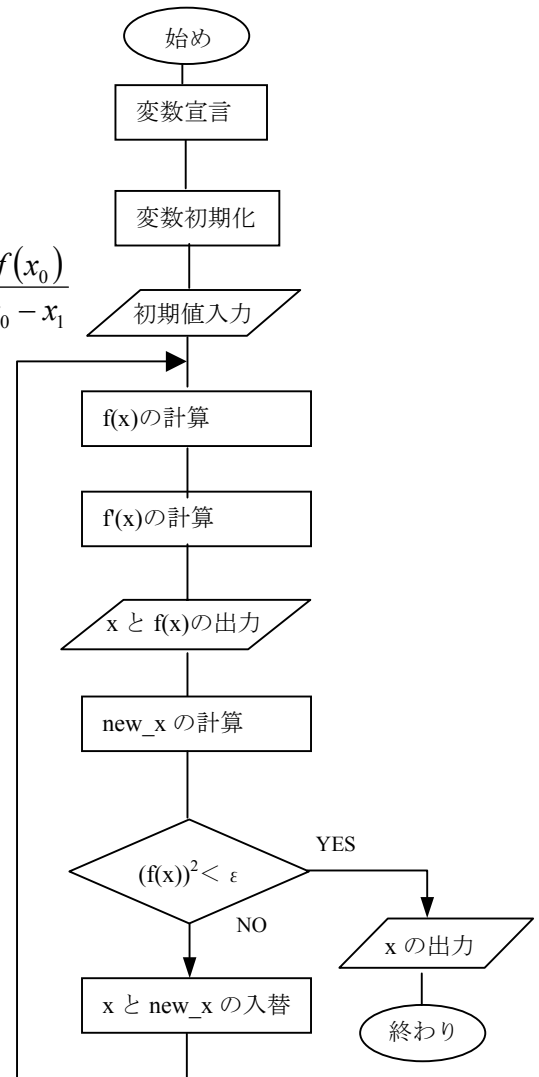 始め
変数宣言
変数初期化
f(x₀)
₀ − x₁
初期値入力
f(x)の計算
f'(x)の計算
x と f(x)の出力
new_x の計算
YES
(f(x))²< ε
NO
x の出力
x と new_x の入替
終わり